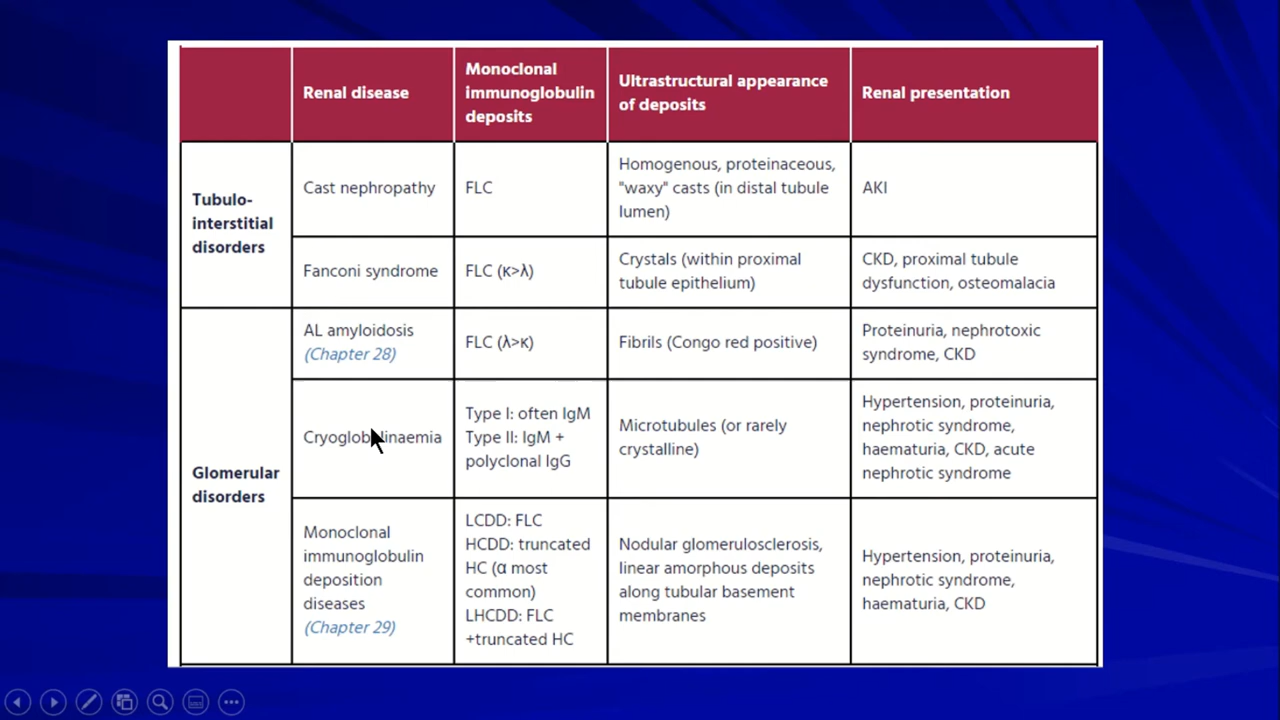 Renal disease
Monoclonal
immunoglobulin
deposits
Ultrastructural appearance
of deposits
Renal presentation
Tubulo-
interstitial
disorders
Cast nephropathy
FLC
Homogenous, proteinaceous,
"waxy" casts (in distal tubule
lumen)
AKI
Fanconi syndrome
FLC (κ>λ)
Crystals (within proximal
tubule epithelium)
CKD, proximal tubule
dysfunction, osteomalacia
Glomerular
disorders
AL amyloidosis
(Chapter 28)
FLC (λ>κ)
Fibrils (Congo red positive)
Proteinuria, nephrotoxic
syndrome, CKD
Cryoglobulinaemia
Type I: often IgM
Type II: IgM +
polyclonal IgG
Microtubules (or rarely
crystalline)
Hypertension, proteinuria,
nephrotic syndrome,
haematuria, CKD, acute
nephrotic syndrome
Monoclonal
immunoglobulin
deposition
diseases
(Chapter 29)
LCDD: FLC
HCDD: truncated
HC (α most
common)
LHCDD: FLC
+truncated HC
Nodular glomerulosclerosis,
linear amorphous deposits
along tubular basement
membranes
Hypertension, proteinuria,
nephrotic syndrome,
haematuria, CKD